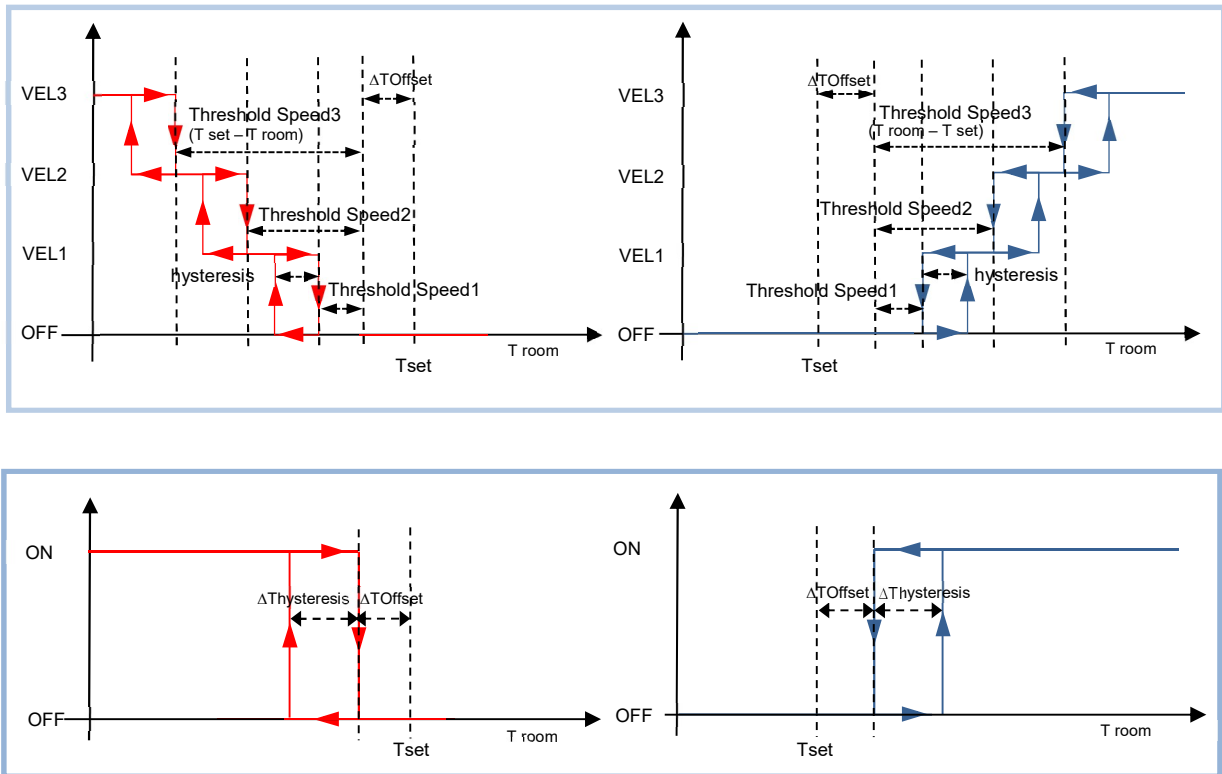 ΔTOffset
VEL3
Threshold Speed3
(T set – T room)
VEL2
Threshold Speed2
VEL1
hysteresis
Threshold Speed1
OFF
T room
Tset
ΔTOffset
VEL3
Threshold Speed3
(T room – T set)
VEL2
Threshold Speed2
VEL1
hysteresis
Threshold Speed1
OFF
T room
Tset
ON
ΔThysteresis
ΔTOffset
OFF
T room
Tset
ON
ΔTOffset
ΔThysteresis
OFF
T room
Tset